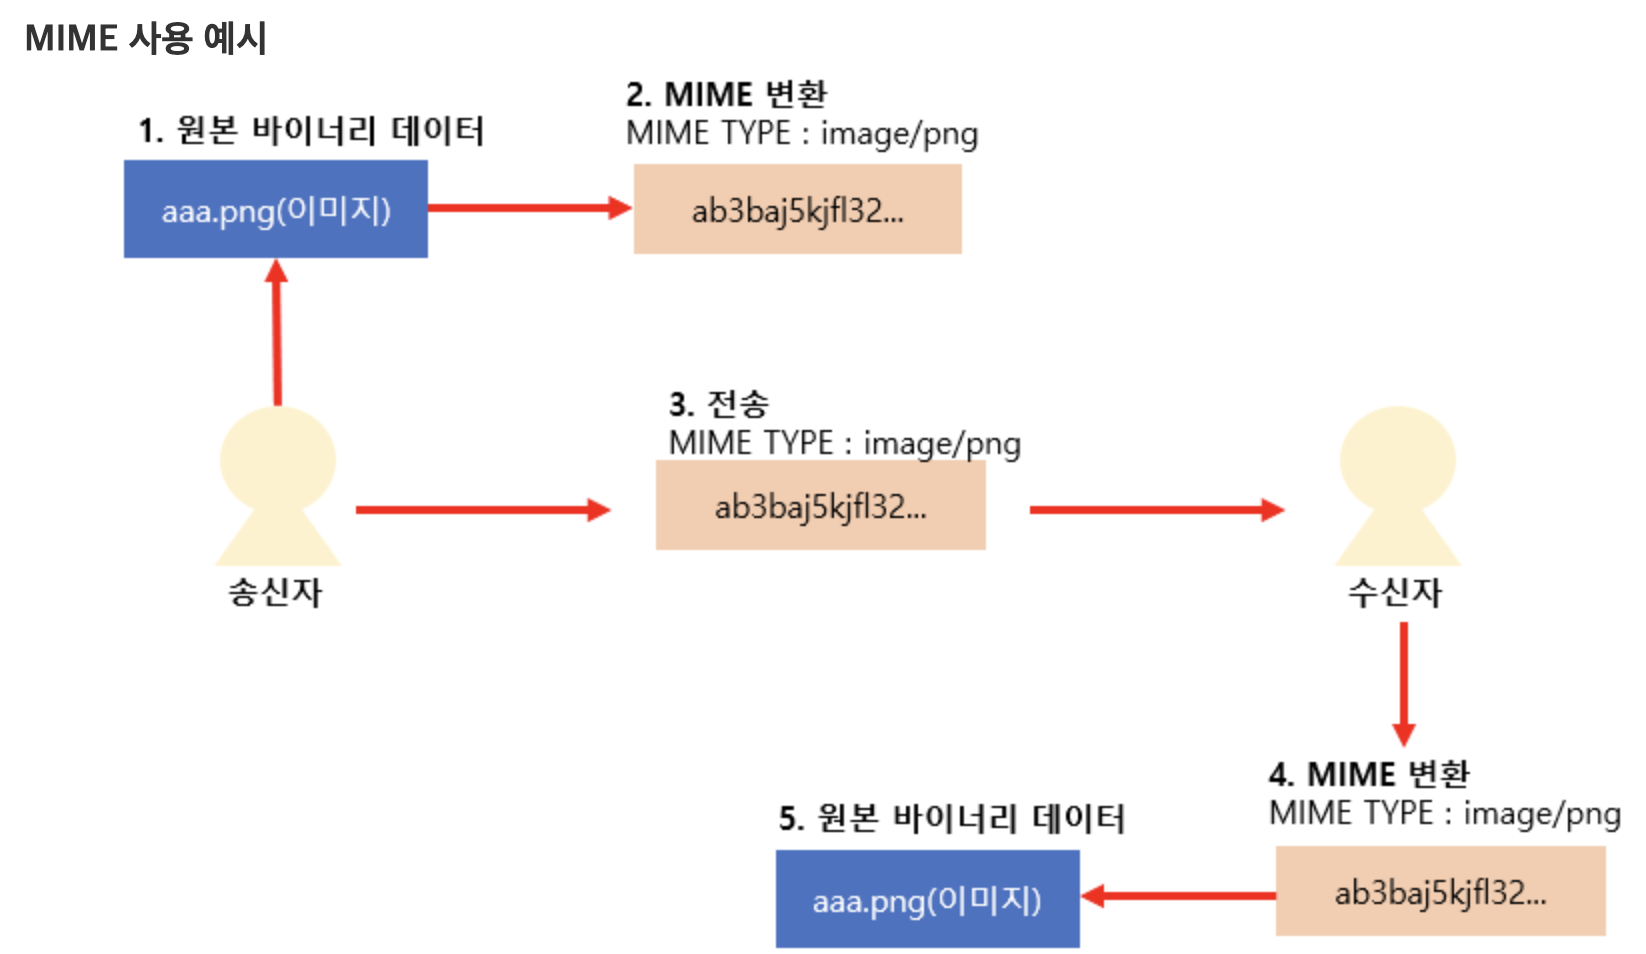 MIME 사용 예시
1. 원본 바이너리 데이터
aaa.png(이미지)
2. MIME 변환
MIME TYPE : image/png
ab3baj5kjfl32...
3. 전송
MIME TYPE : image/png
ab3baj5kjfl32...
송신자
수신자
4. MIME 변환
MIME TYPE : image/png
ab3baj5kjfl32...
5. 원본 바이너리 데이터
aaa.png(이미지)